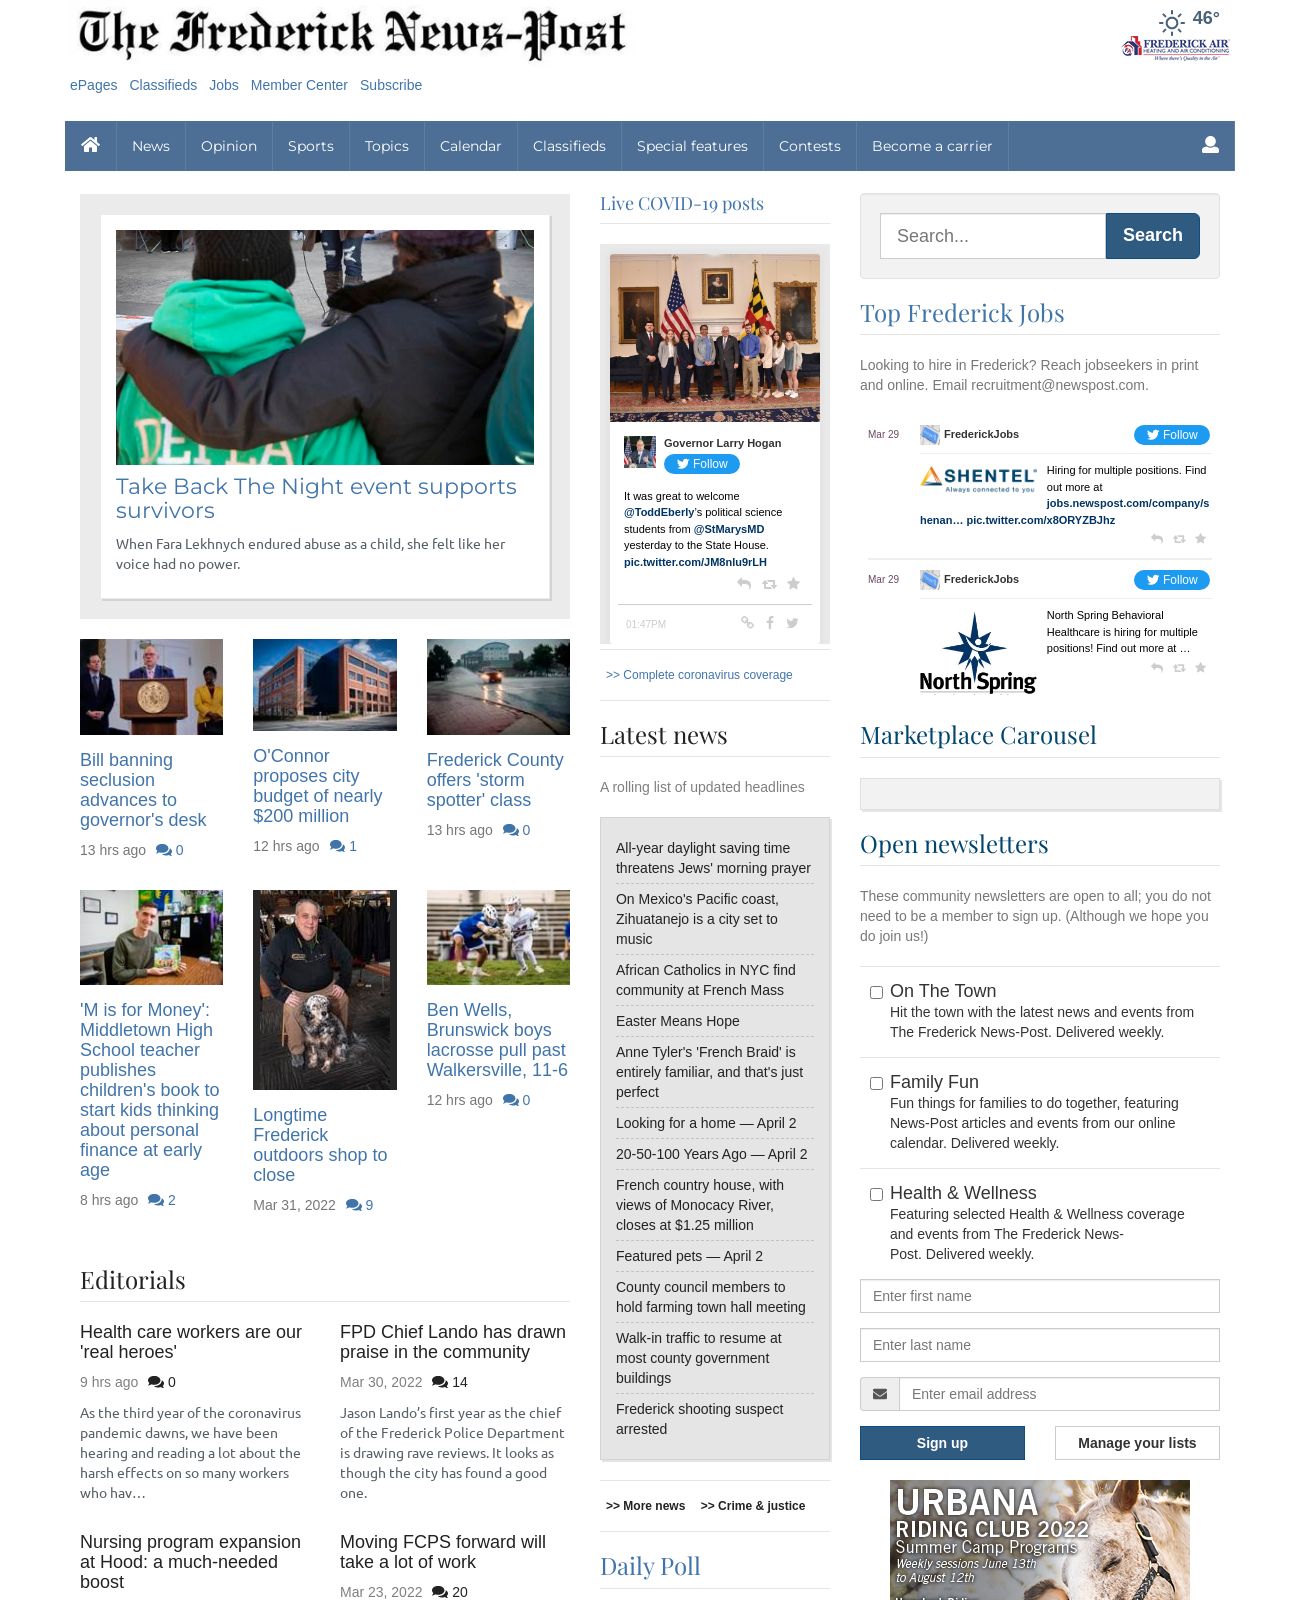 The Frederick News-Post
46°
FREDERICK AIR
HEATING AND AIR CONDITIONING
Where there's Quality in the Air
ePages Classifieds Jobs Member Center Subscribe
News Opinion Sports Topics Calendar Classifieds Special features Contests Become a carrier
DELTA
Take Back The Night event supports
survivors
When Fara Lekhnych endured abuse as a child, she felt like her
voice had no power.
Bill banning
seclusion
advances to
governor's desk
13 hrs ago 0
O'Connor
proposes city
budget of nearly
$200 million
12 hrs ago 1
Frederick County
offers 'storm
spotter' class
13 hrs ago 0
'M is for Money':
Middletown High
School teacher
publishes
children's book to
start kids thinking
about personal
finance at early
age
8 hrs ago 2
Longtime
Frederick
outdoors shop to
close
Mar 31, 2022 9
Ben Wells,
Brunswick boys
lacrosse pull past
Walkersville, 11-6
12 hrs ago 0
Editorials
Health care workers are our
'real heroes'
9 hrs ago 0
As the third year of the coronavirus
pandemic dawns, we have been
hearing and reading a lot about the
harsh effects on so many workers
who hav…
FPD Chief Lando has drawn
praise in the community
Mar 30, 2022 14
Jason Lando’s first year as the chief
of the Frederick Police Department
is drawing rave reviews. It looks as
though the city has found a good
one.
Nursing program expansion
at Hood: a much-needed
boost
Moving FCPS forward will
take a lot of work
Mar 23, 2022 20
Live COVID-19 posts
Governor Larry Hogan
Follow
It was great to welcome
@ToddEberly’s political science
students from @StMarysMD
yesterday to the State House.
pic.twitter.com/JM8nlu9rLH
01:47PM
>> Complete coronavirus coverage
Latest news
A rolling list of updated headlines
All-year daylight saving time
threatens Jews' morning prayer
On Mexico's Pacific coast,
Zihuatanejo is a city set to
music
African Catholics in NYC find
community at French Mass
Easter Means Hope
Anne Tyler's 'French Braid' is
entirely familiar, and that's just
perfect
Looking for a home — April 2
20-50-100 Years Ago — April 2
French country house, with
views of Monocacy River,
closes at $1.25 million
Featured pets — April 2
County council members to
hold farming town hall meeting
Walk-in traffic to resume at
most county government
buildings
Frederick shooting suspect
arrested
>> More news >> Crime & justice
Daily Poll
Search... Search
Top Frederick Jobs
Looking to hire in Frederick? Reach jobseekers in print
and online. Email recruitment@newspost.com.
Mar 29 FrederickJobs Follow
SHENTEL
Always connected to you
Hiring for multiple positions. Find
out more at
jobs.newspost.com/company/s
henan… pic.twitter.com/x8ORYZBJhz
Mar 29 FrederickJobs Follow
North Spring
North Spring Behavioral
Healthcare is hiring for multiple
positions! Find out more at …
Marketplace Carousel
Open newsletters
These community newsletters are open to all; you do not
need to be a member to sign up. (Although we hope you
do join us!)
On The Town
Hit the town with the latest news and events from
The Frederick News-Post. Delivered weekly.
Family Fun
Fun things for families to do together, featuring
News-Post articles and events from our online
calendar. Delivered weekly.
Health & Wellness
Featuring selected Health & Wellness coverage
and events from The Frederick News-
Post. Delivered weekly.
Enter first name
Enter last name
Enter email address
Sign up Manage your lists
URBANA
RIDING CLUB 2022
Summer Camp Programs
Weekly sessions June 13th
to August 12th